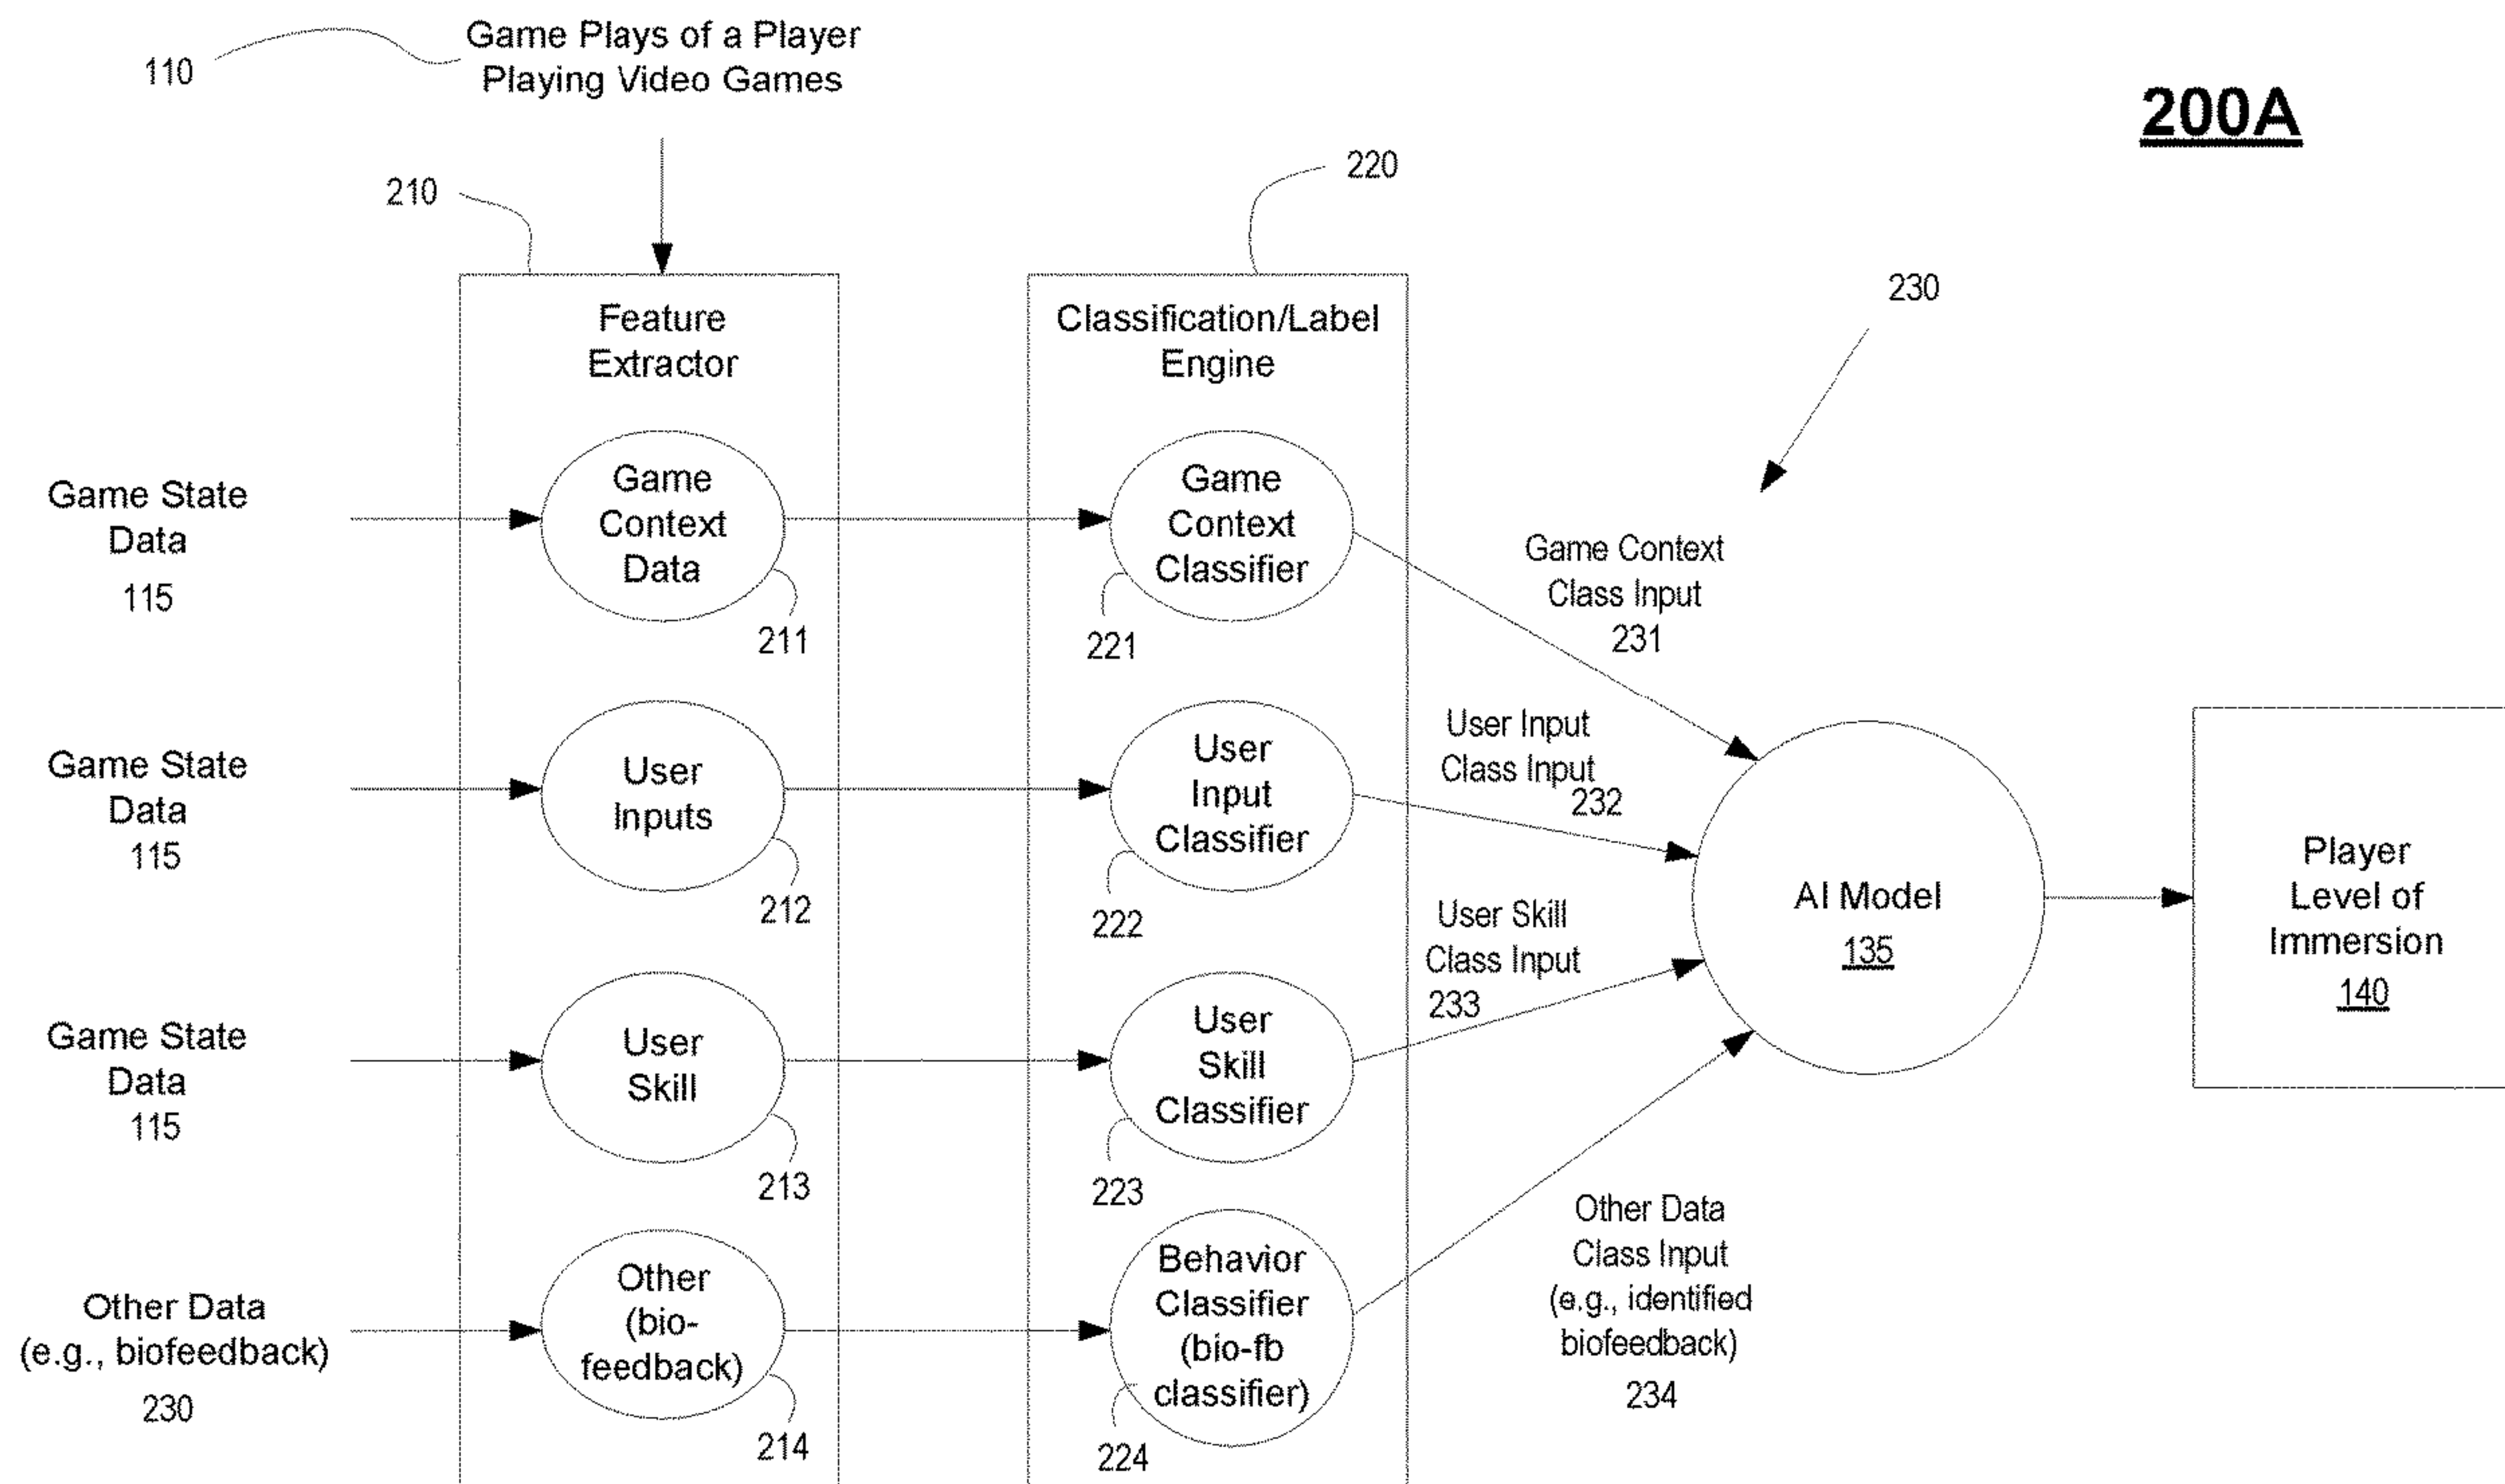 Game Plays of a Player
Playing Video Games
110
200A
210
220
230
Feature
Extractor
Classification/Label
Engine
Game State
Data
115
Game
Context
Data
211
Game
Context
Classifier
221
Game Context
Class Input
231
Game State
Data
115
User
Inputs
212
User
Input
Classifier
222
User Input
Class Input
232
Game State
Data
115
User
Skill
213
User
Skill
Classifier
223
User Skill
Class Input
233
AI Model
135
Player
Level of
Immersion
140
Other Data
(e.g., biofeedback)
230
Other
(bio-
feedback)
214
Behavior
Classifier
(bio-fb
classifier)
224
Other Data
Class Input
(e.g., identified
biofeedback)
234